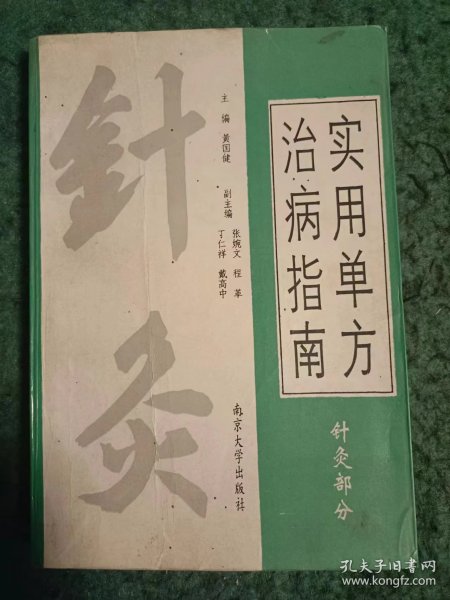 实用单方
治病指南
针灸部分
主编 黄国健
副主编 张婉文 程革
丁仁祥 戴高中
南京大学出版社
針灸
孔夫子旧书网
www.kongfz.com